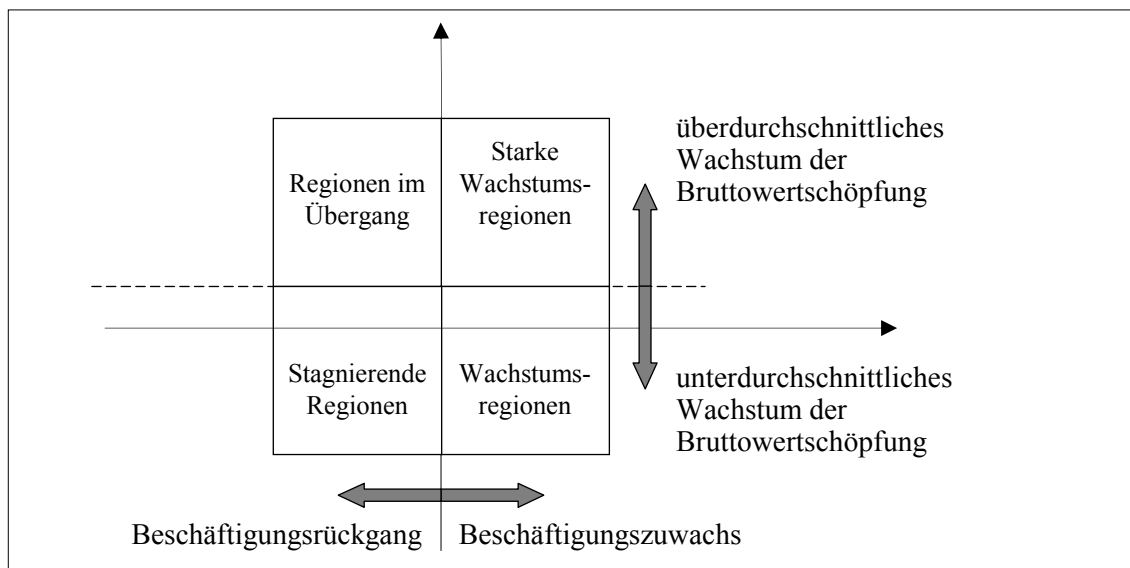 überdurchschnittliches
Wachstum der
Bruttowertschöpfung
Regionen im
Übergang
Starke
Wachstums-
regionen
Stagnierende
Regionen
Wachstums-
regionen
unterdurchschnittliches
Wachstum der
Bruttowertschöpfung
Beschäftigungsrückgang
Beschäftigungszuwachs